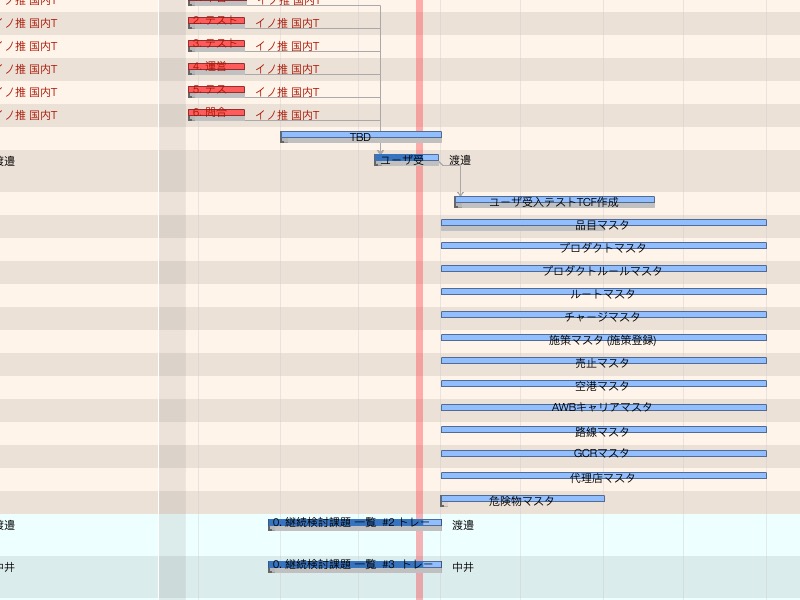 イノ推 国内T 2. テスト イノ推 国内T
イノ推 国内T 3. テスト イノ推 国内T
イノ推 国内T 4. 運営 イノ推 国内T
イノ推 国内T 5. テス イノ推 国内T
イノ推 国内T 6. 問合 イノ推 国内T
TBD
渡邉 ユーザ受 渡邉
ユーザ受入テストTCF作成
品目マスタ
プロダクトマスタ
プロダクトルールマスタ
ルートマスタ
チャージマスタ
施策マスタ (施策登録)
売止マスタ
空港マスタ
AWBキャリアマスタ
路線マスタ
GCRマスタ
代理店マスタ
危険物マスタ
渡邉 0. 継続検討課題 一覧 #2 トレー 渡邉
中井 0. 継続検討課題 一覧 #3 トレー 中井